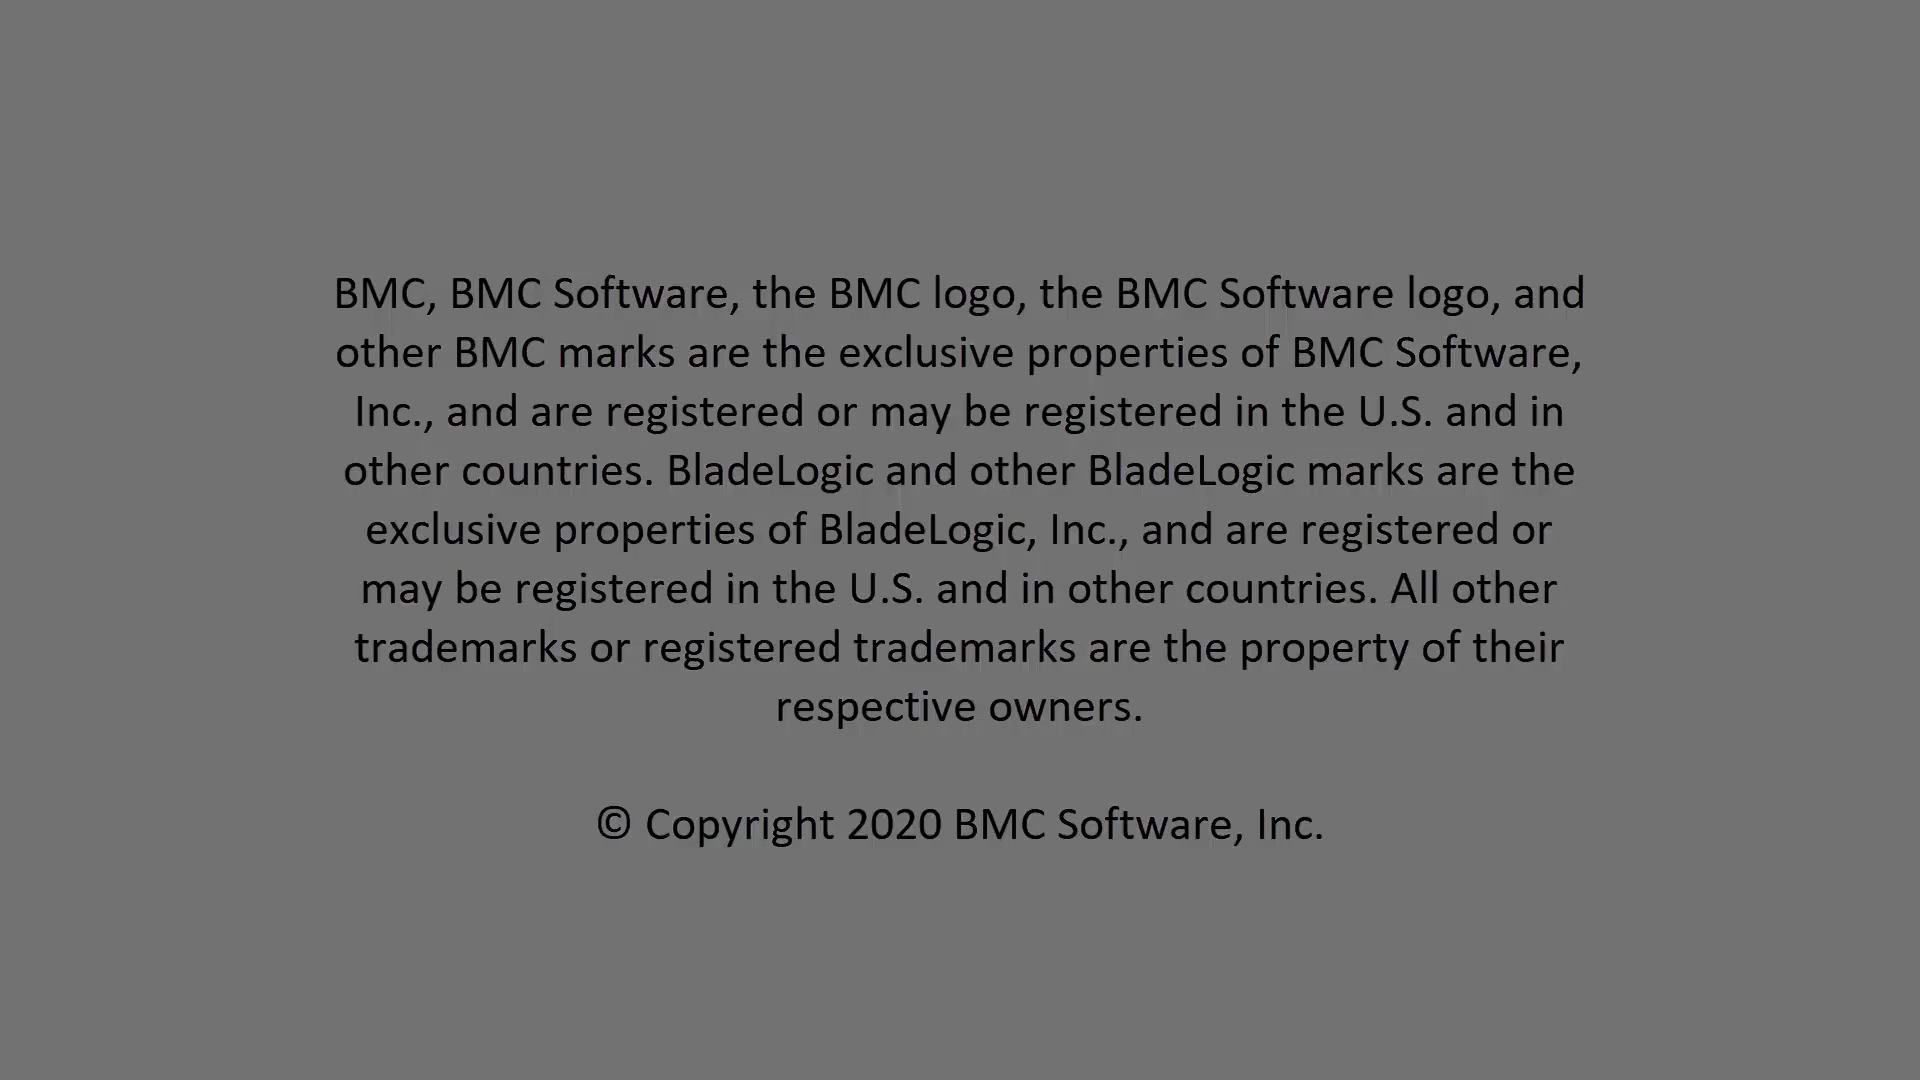 BMC, BMC Software, the BMC logo, the BMC Software logo, and
other BMC marks are the exclusive properties of BMC Software,
Inc., and are registered or may be registered in the U.S. and in
other countries. BladeLogic and other BladeLogic marks are the
exclusive properties of BladeLogic, Inc., and are registered or
may be registered in the U.S. and in other countries. All other
trademarks or registered trademarks are the property of their
respective owners.
© Copyright 2020 BMC Software, Inc.